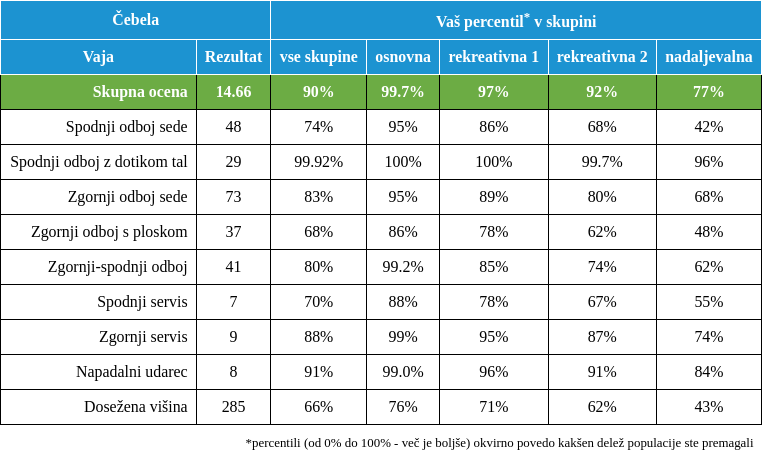 Čebela Vaš percentil* v skupini
Vaja Rezultat vse skupine osnovna rekreativna 1 rekreativna 2 nadaljevalna
Skupna ocena 14.66 90% 99.7% 97% 92% 77%
Spodnji odboj sede 48 74% 95% 86% 68% 42%
Spodnji odboj z dotikom tal 29 99.92% 100% 100% 99.7% 96%
Zgornji odboj sede 73 83% 95% 89% 80% 68%
Zgornji odboj s ploskom 37 68% 86% 78% 62% 48%
Zgornji-spodnji odboj 41 80% 99.2% 85% 74% 62%
Spodnji servis 7 70% 88% 78% 67% 55%
Zgornji servis 9 88% 99% 95% 87% 74%
Napadalni udarec 8 91% 99.0% 96% 91% 84%
Dosežena višina 285 66% 76% 71% 62% 43%
*percentili (od 0% do 100% - več je boljše) okvirno povedo kakšen delež populacije ste premagali